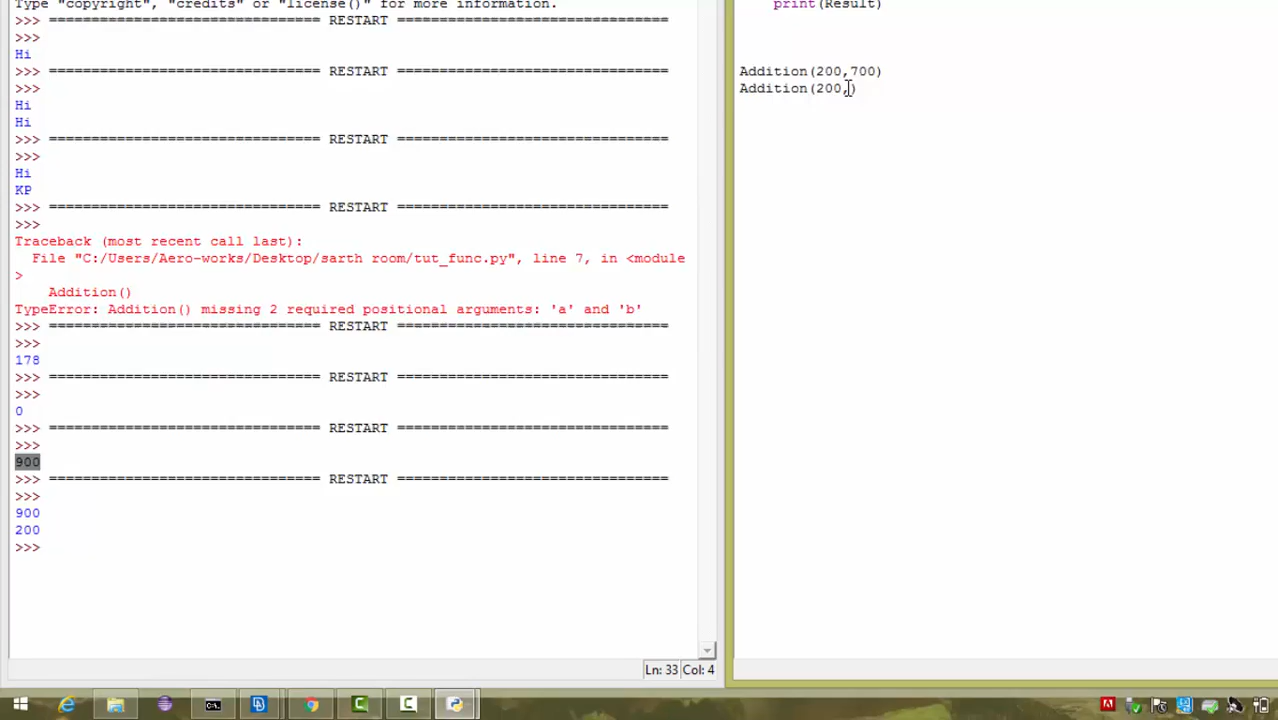 Type "copyright", "credits" or "license()" for more information.
>>> ================================ RESTART ================================
>>>
Hi
>>> ================================ RESTART ================================
>>>
Hi
Hi
>>> ================================ RESTART ================================
>>>
Hi
KP
>>> ================================ RESTART ================================
>>>
Traceback (most recent call last):
  File "C:/Users/Aero-works/Desktop/sarth room/tut_func.py", line 7, in <module
>
    Addition()
TypeError: Addition() missing 2 required positional arguments: 'a' and 'b'
>>> ================================ RESTART ================================
>>>
178
>>> ================================ RESTART ================================
>>>
0
>>> ================================ RESTART ================================
>>>
900
>>> ================================ RESTART ================================
>>>
900
200
>>>
Ln: 33 Col: 4
print(Result)
Addition(200,700)
Addition(200,)